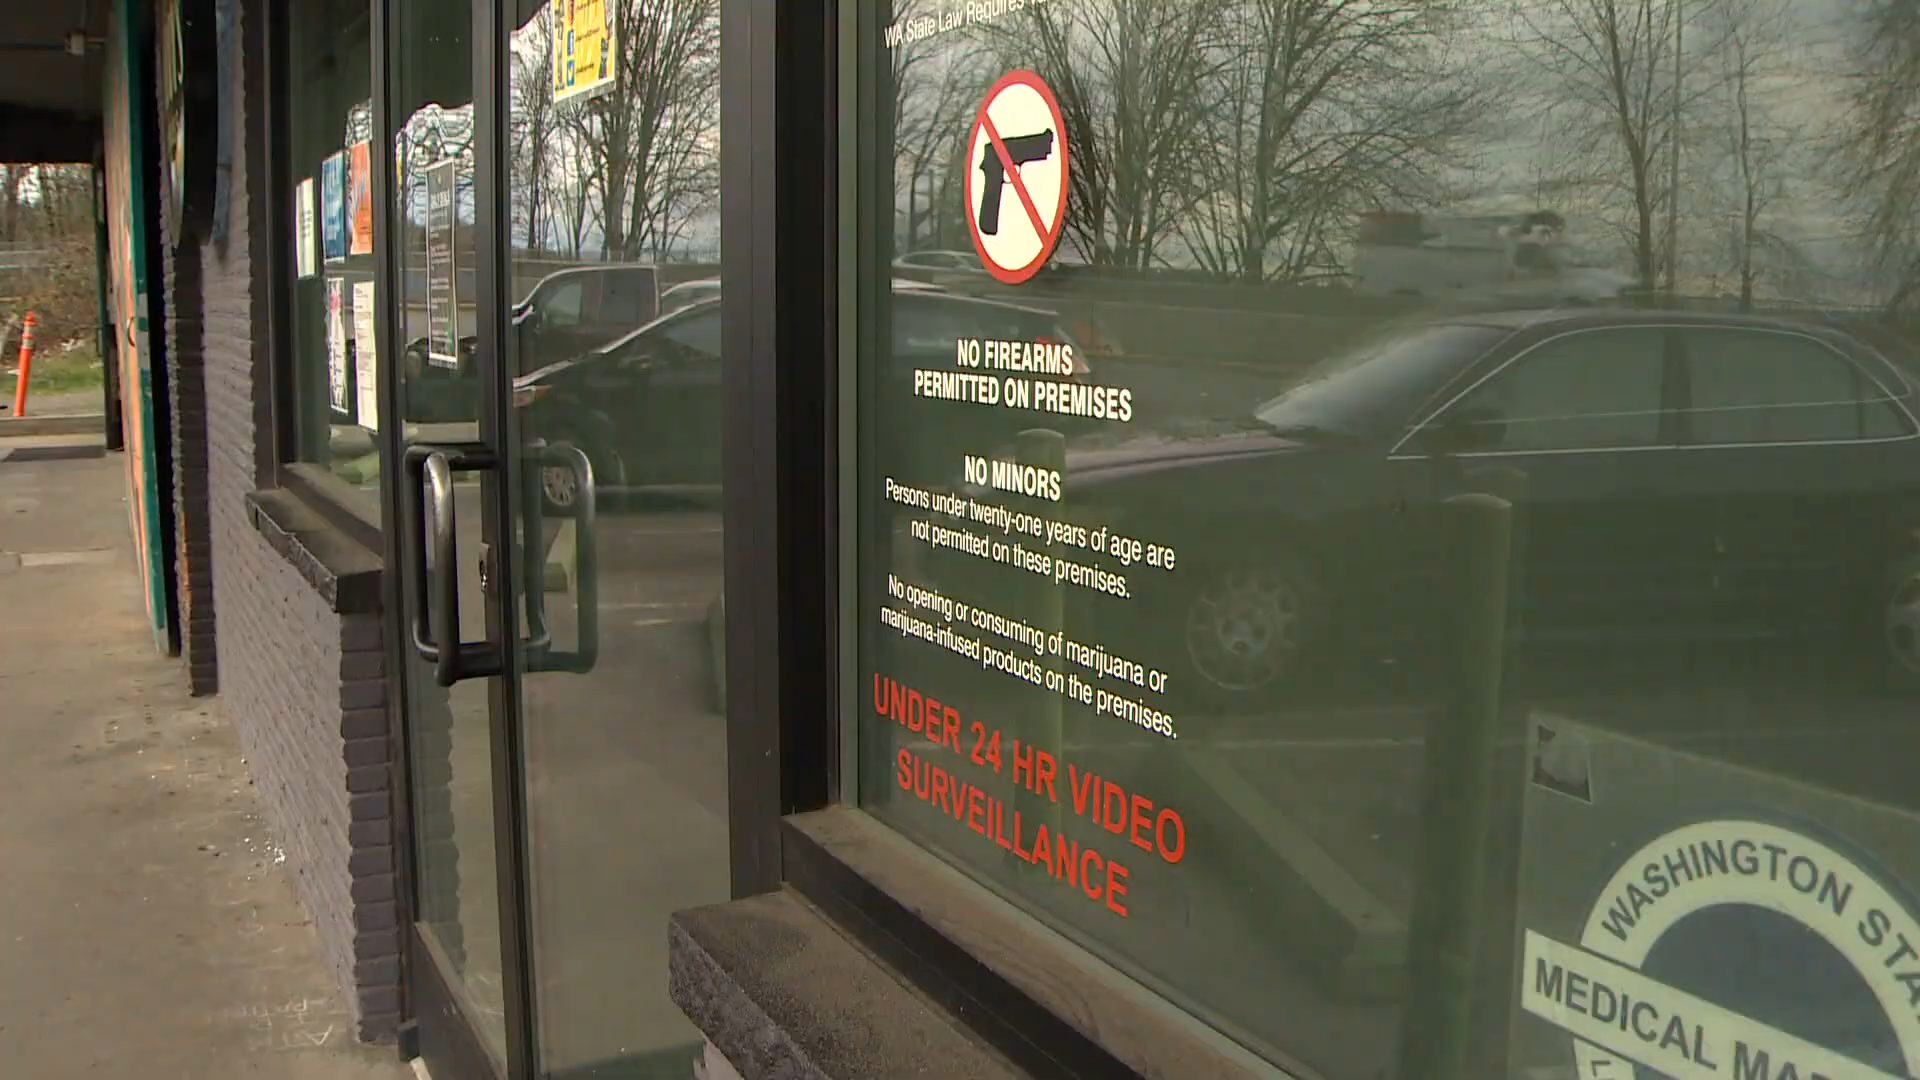 WA State Law Requires
NO FIREARMS
PERMITTED ON PREMISES
NO MINORS
Persons under twenty-one years of age are
not permitted on these premises.
No opening or consuming of marijuana or
marijuana-infused products on the premises.
UNDER 24 HR VIDEO
SURVEILLANCE
WASHINGTON STA
MEDICAL MA